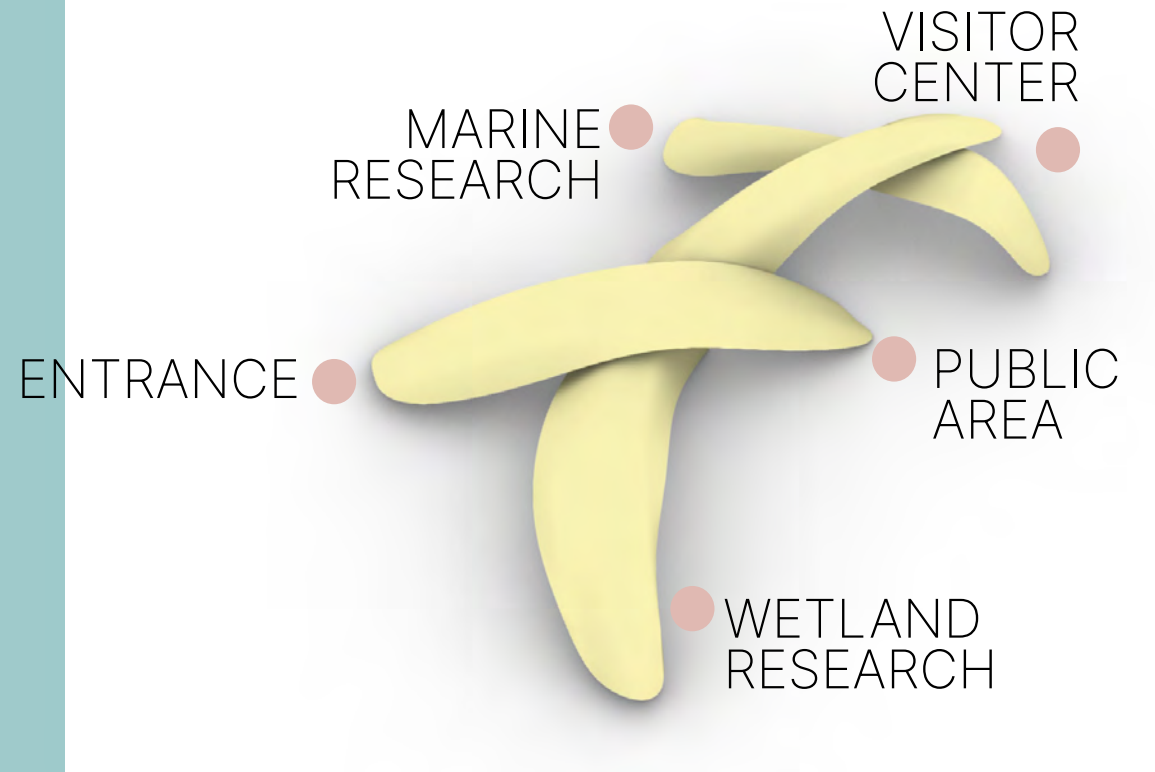 VISITOR
CENTER
MARINE
RESEARCH
ENTRANCE
PUBLIC
AREA
WETLAND
RESEARCH